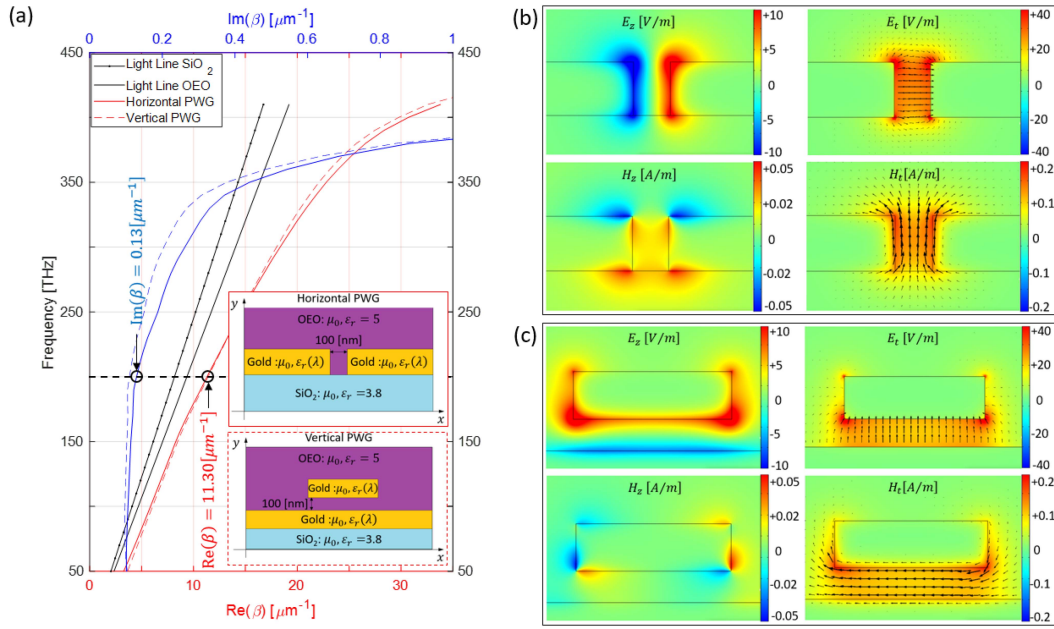 (a)
Im(β) [μm⁻¹]
0 0.2 0.4 0.6 0.8 1
450 450
Light Line SiO₂
Light Line OEO
Horizontal PWG
Vertical PWG
350 350
250
150
50 50
Frequency [THz]
Im(β) = 0.13[μm⁻¹]
Re(β) = 11.30[μm⁻¹]
y
Horizontal PWG
OEO: μ₀, εᵣ = 5
100 [nm]
Gold :μ₀, εᵣ(λ) Gold :μ₀, εᵣ(λ)
SiO₂: μ₀, εᵣ=3.8
x
y
Vertical PWG
OEO: μ₀, εᵣ = 5
Gold :μ₀, εᵣ(λ)
100 [nm]
Gold :μ₀, εᵣ(λ)
SiO₂: μ₀, εᵣ=3.8
x
0 10 20 30
Re(β) [μm⁻¹]
(b)
E_z [V/m]
+10
+5
0
-5
-10
E_t [V/m]
+40
+20
0
-20
-40
H_z [A/m]
+0.05
+0.02
0
-0.02
-0.05
H_t[A/m]
+0.2
+0.1
0
-0.1
-0.2
(c)
E_z [V/m]
+10
+5
0
-5
-10
E_t [V/m]
+40
+20
0
-20
-40
H_z [A/m]
+0.05
+0.02
0
-0.02
-0.05
H_t[A/m]
+0.2
+0.1
0
-0.1
-0.2